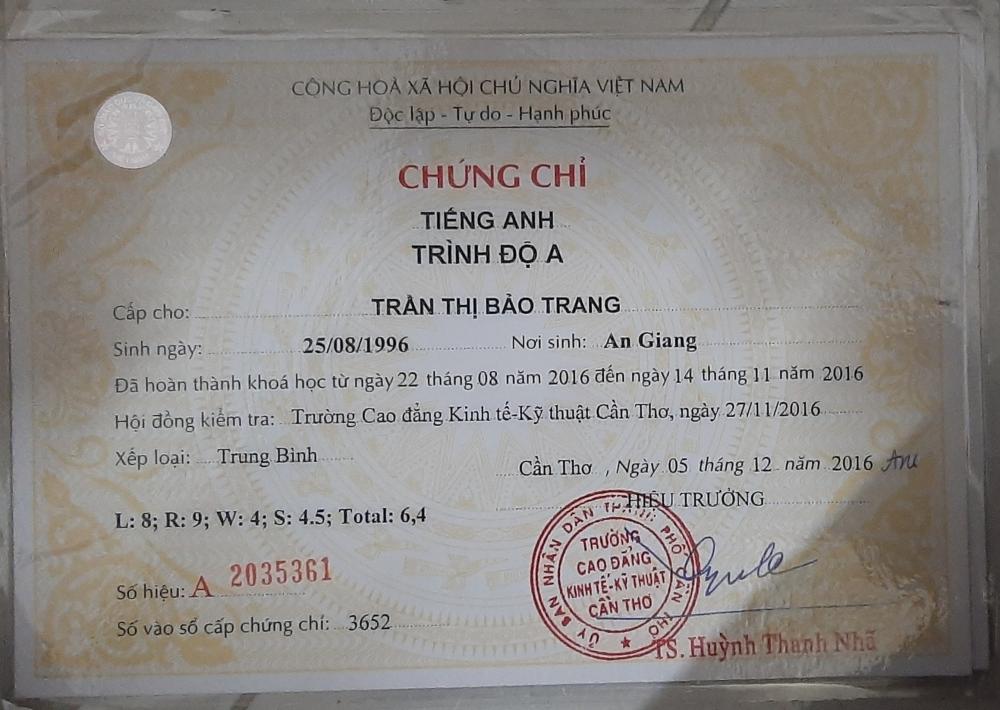 CỘNG HOÀ XÃ HỘI CHỦ NGHĨA VIỆT NAM
Độc lập - Tự do - Hạnh phúc
CHỨNG CHỈ
TIẾNG ANH
TRÌNH ĐỘ A
Cấp cho: TRẦN THỊ BẢO TRANG
Sinh ngày: 25/08/1996 Nơi sinh: An Giang
Đã hoàn thành khoá học từ ngày 22 tháng 08 năm 2016 đến ngày 14 tháng 11 năm 2016
Hội đồng kiểm tra: Trường Cao đẳng Kinh tế-Kỹ thuật Cần Thơ, ngày 27/11/2016
Xếp loại: Trung Bình
Cần Thơ , Ngày 05 tháng 12 năm 2016
HIỆU TRƯỞNG
L: 8; R: 9; W: 4; S: 4.5; Total: 6,4
ỦY BAN NHÂN DÂN THÀNH PHỐ CẦN THƠ
TRƯỜNG
CAO ĐẲNG
KINH TẾ-KỸ THUẬT
CẦN THƠ
Số hiệu: A 2035361
Số vào sổ cấp chứng chỉ: 3652
TS. Huỳnh Thanh Nhã